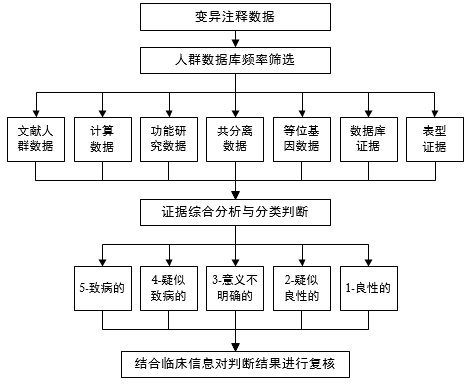 变异注释数据
人群数据库频率筛选
文献人
群数据
计算
数据
功能研
究数据
共分离
数据
等位基
因数据
数据库
证据
表型
证据
证据综合分析与分类判断
5-致病的
4-疑似
致病的
3-意义不
明确的
2-疑似
良性的
1-良性的
结合临床信息对判断结果进行复核